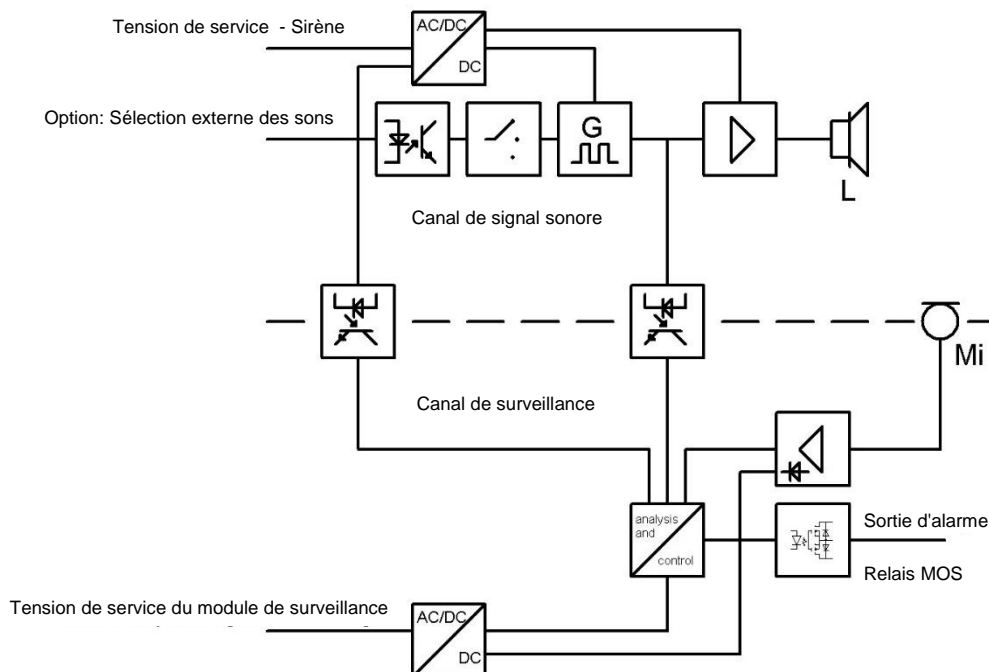 Tension de service - Sirène
AC/DC
DC
Option: Sélection externe des sons
G
L
Canal de signal sonore
Mi
Canal de surveillance
analysis
and
control
Sortie d'alarme
Relais MOS
Tension de service du module de surveillance
AC/DC
DC